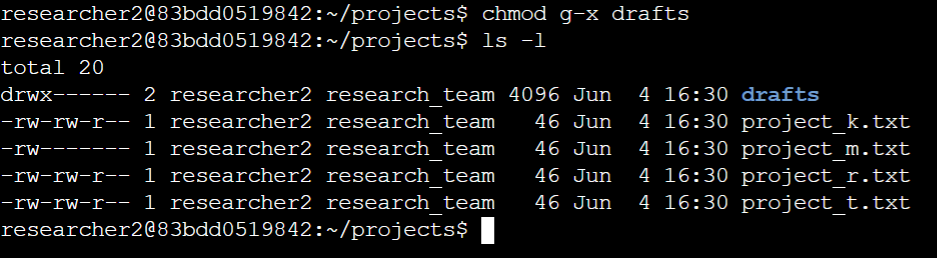 researcher2@83bdd0519842:~/projects$ chmod g-x drafts
researcher2@83bdd0519842:~/projects$ ls -l
total 20
drwx------ 2 researcher2 research_team 4096 Jun  4 16:30 drafts
-rw-rw-r-- 1 researcher2 research_team   46 Jun  4 16:30 project_k.txt
-rw------- 1 researcher2 research_team   46 Jun  4 16:30 project_m.txt
-rw-rw-r-- 1 researcher2 research_team   46 Jun  4 16:30 project_r.txt
-rw-rw-r-- 1 researcher2 research_team   46 Jun  4 16:30 project_t.txt
researcher2@83bdd0519842:~/projects$